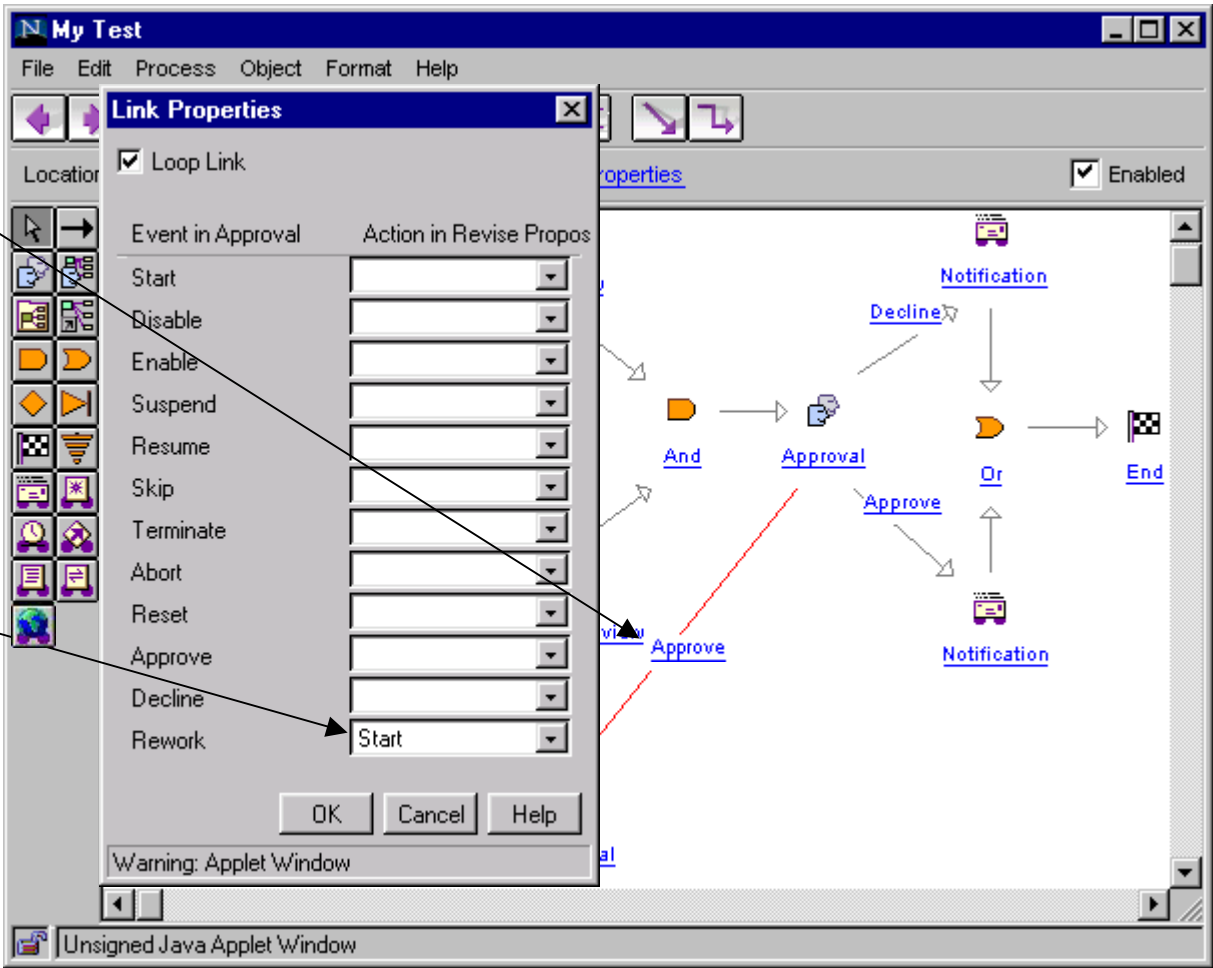 My Test
File Edit Process Object Format Help
Link Properties
Loop Link
Enabled
Event in Approval Action in Revise Propos
Start
Disable
Enable
Suspend
Resume
Skip
Terminate
Abort
Reset
Approve
Decline
Rework Start
OK Cancel Help
Warning: Applet Window
Notification
Decline
And
Approval
Or
End
Approve
Approve
Notification
Unsigned Java Applet Window